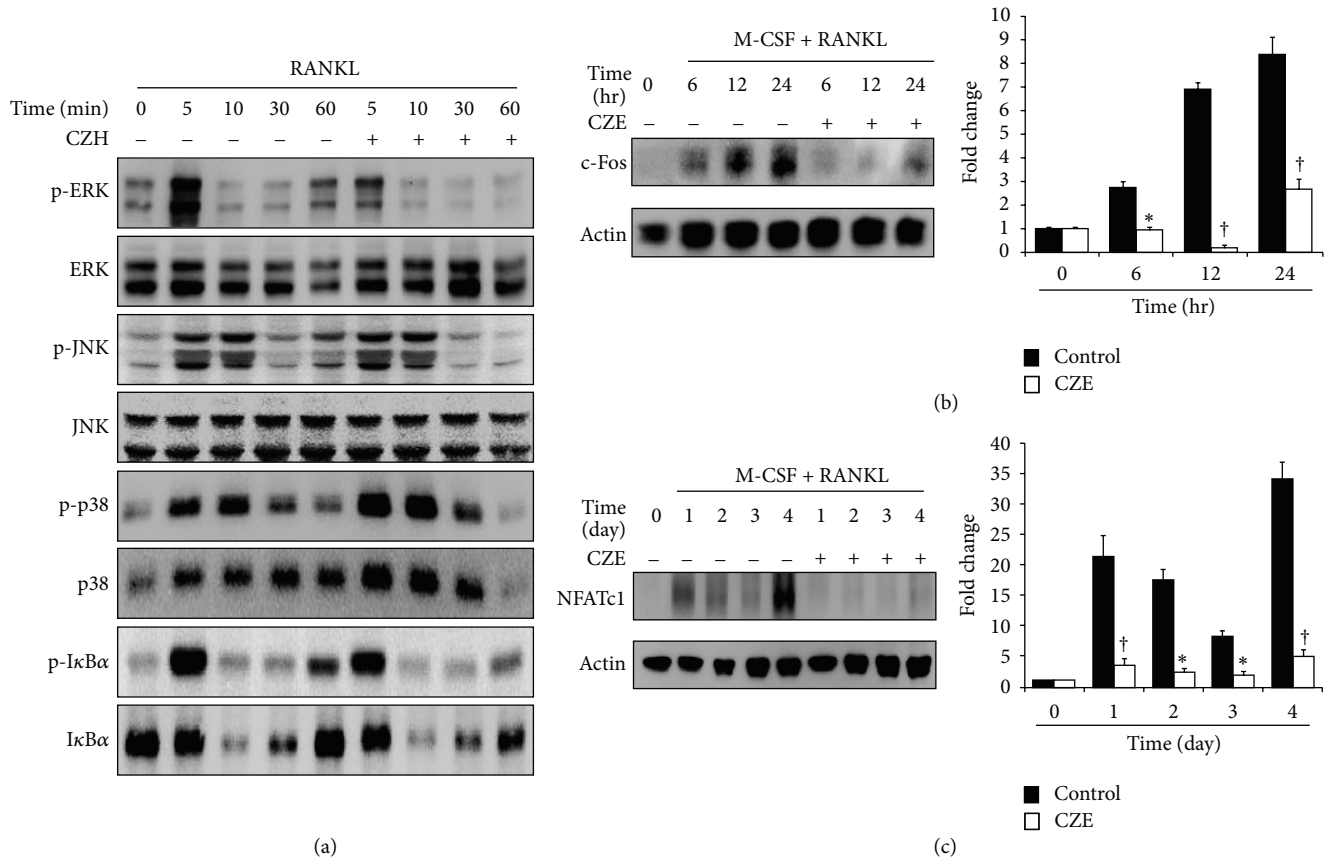 RANKL
Time (min) 0 5 10 30 60 5 10 30 60
CZH – – – – – + + + +
p-ERK
ERK
p-JNK
JNK
p-p38
p38
p-IκBα
IκBα
(a)
M-CSF + RANKL
Time
(hr) 0 6 12 24 6 12 24
CZE – – – – + + +
c-Fos
Actin
Fold change
10
9
8
7
6
5
4
3
2
1
0
* † †
0 6 12 24
Time (hr)
Control
CZE
(b)
M-CSF + RANKL
Time
(day) 0 1 2 3 4 1 2 3 4
CZE – – – – – + + + +
NFATc1
Actin
Fold change
40
35
30
25
20
15
10
5
0
† * * †
0 1 2 3 4
Time (day)
Control
CZE
(c)